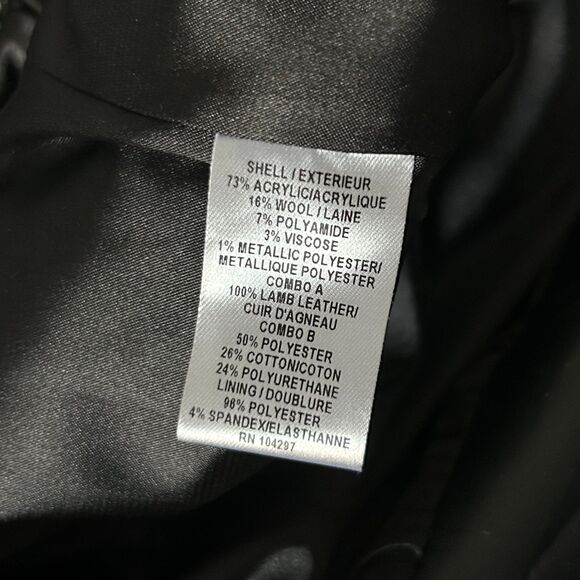 SHELL / EXTERIEUR
73% ACRYLIC/ACRYLIQUE
16% WOOL / LAINE
7% POLYAMIDE
3% VISCOSE
1% METALLIC POLYESTER/
METALLIQUE POLYESTER
COMBO A
100% LAMB LEATHER/
CUIR D'AGNEAU
COMBO B
50% POLYESTER
26% COTTON/COTON
24% POLYURETHANE
LINING / DOUBLURE
96% POLYESTER
4% SPANDEX/ELASTHANNE
RN 104297